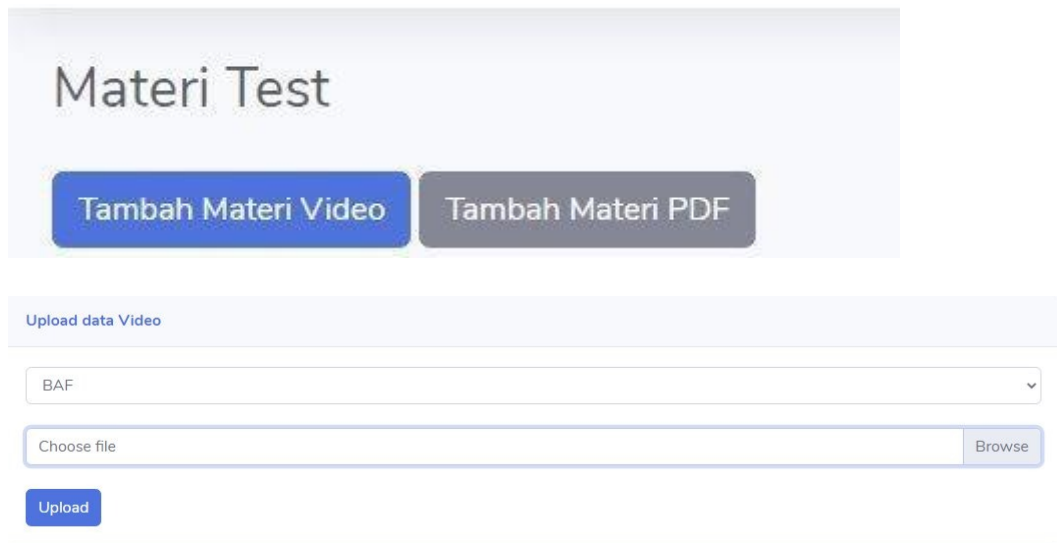 Materi Test
Tambah Materi Video Tambah Materi PDF
Upload data Video
BAF
Choose file Browse
Upload